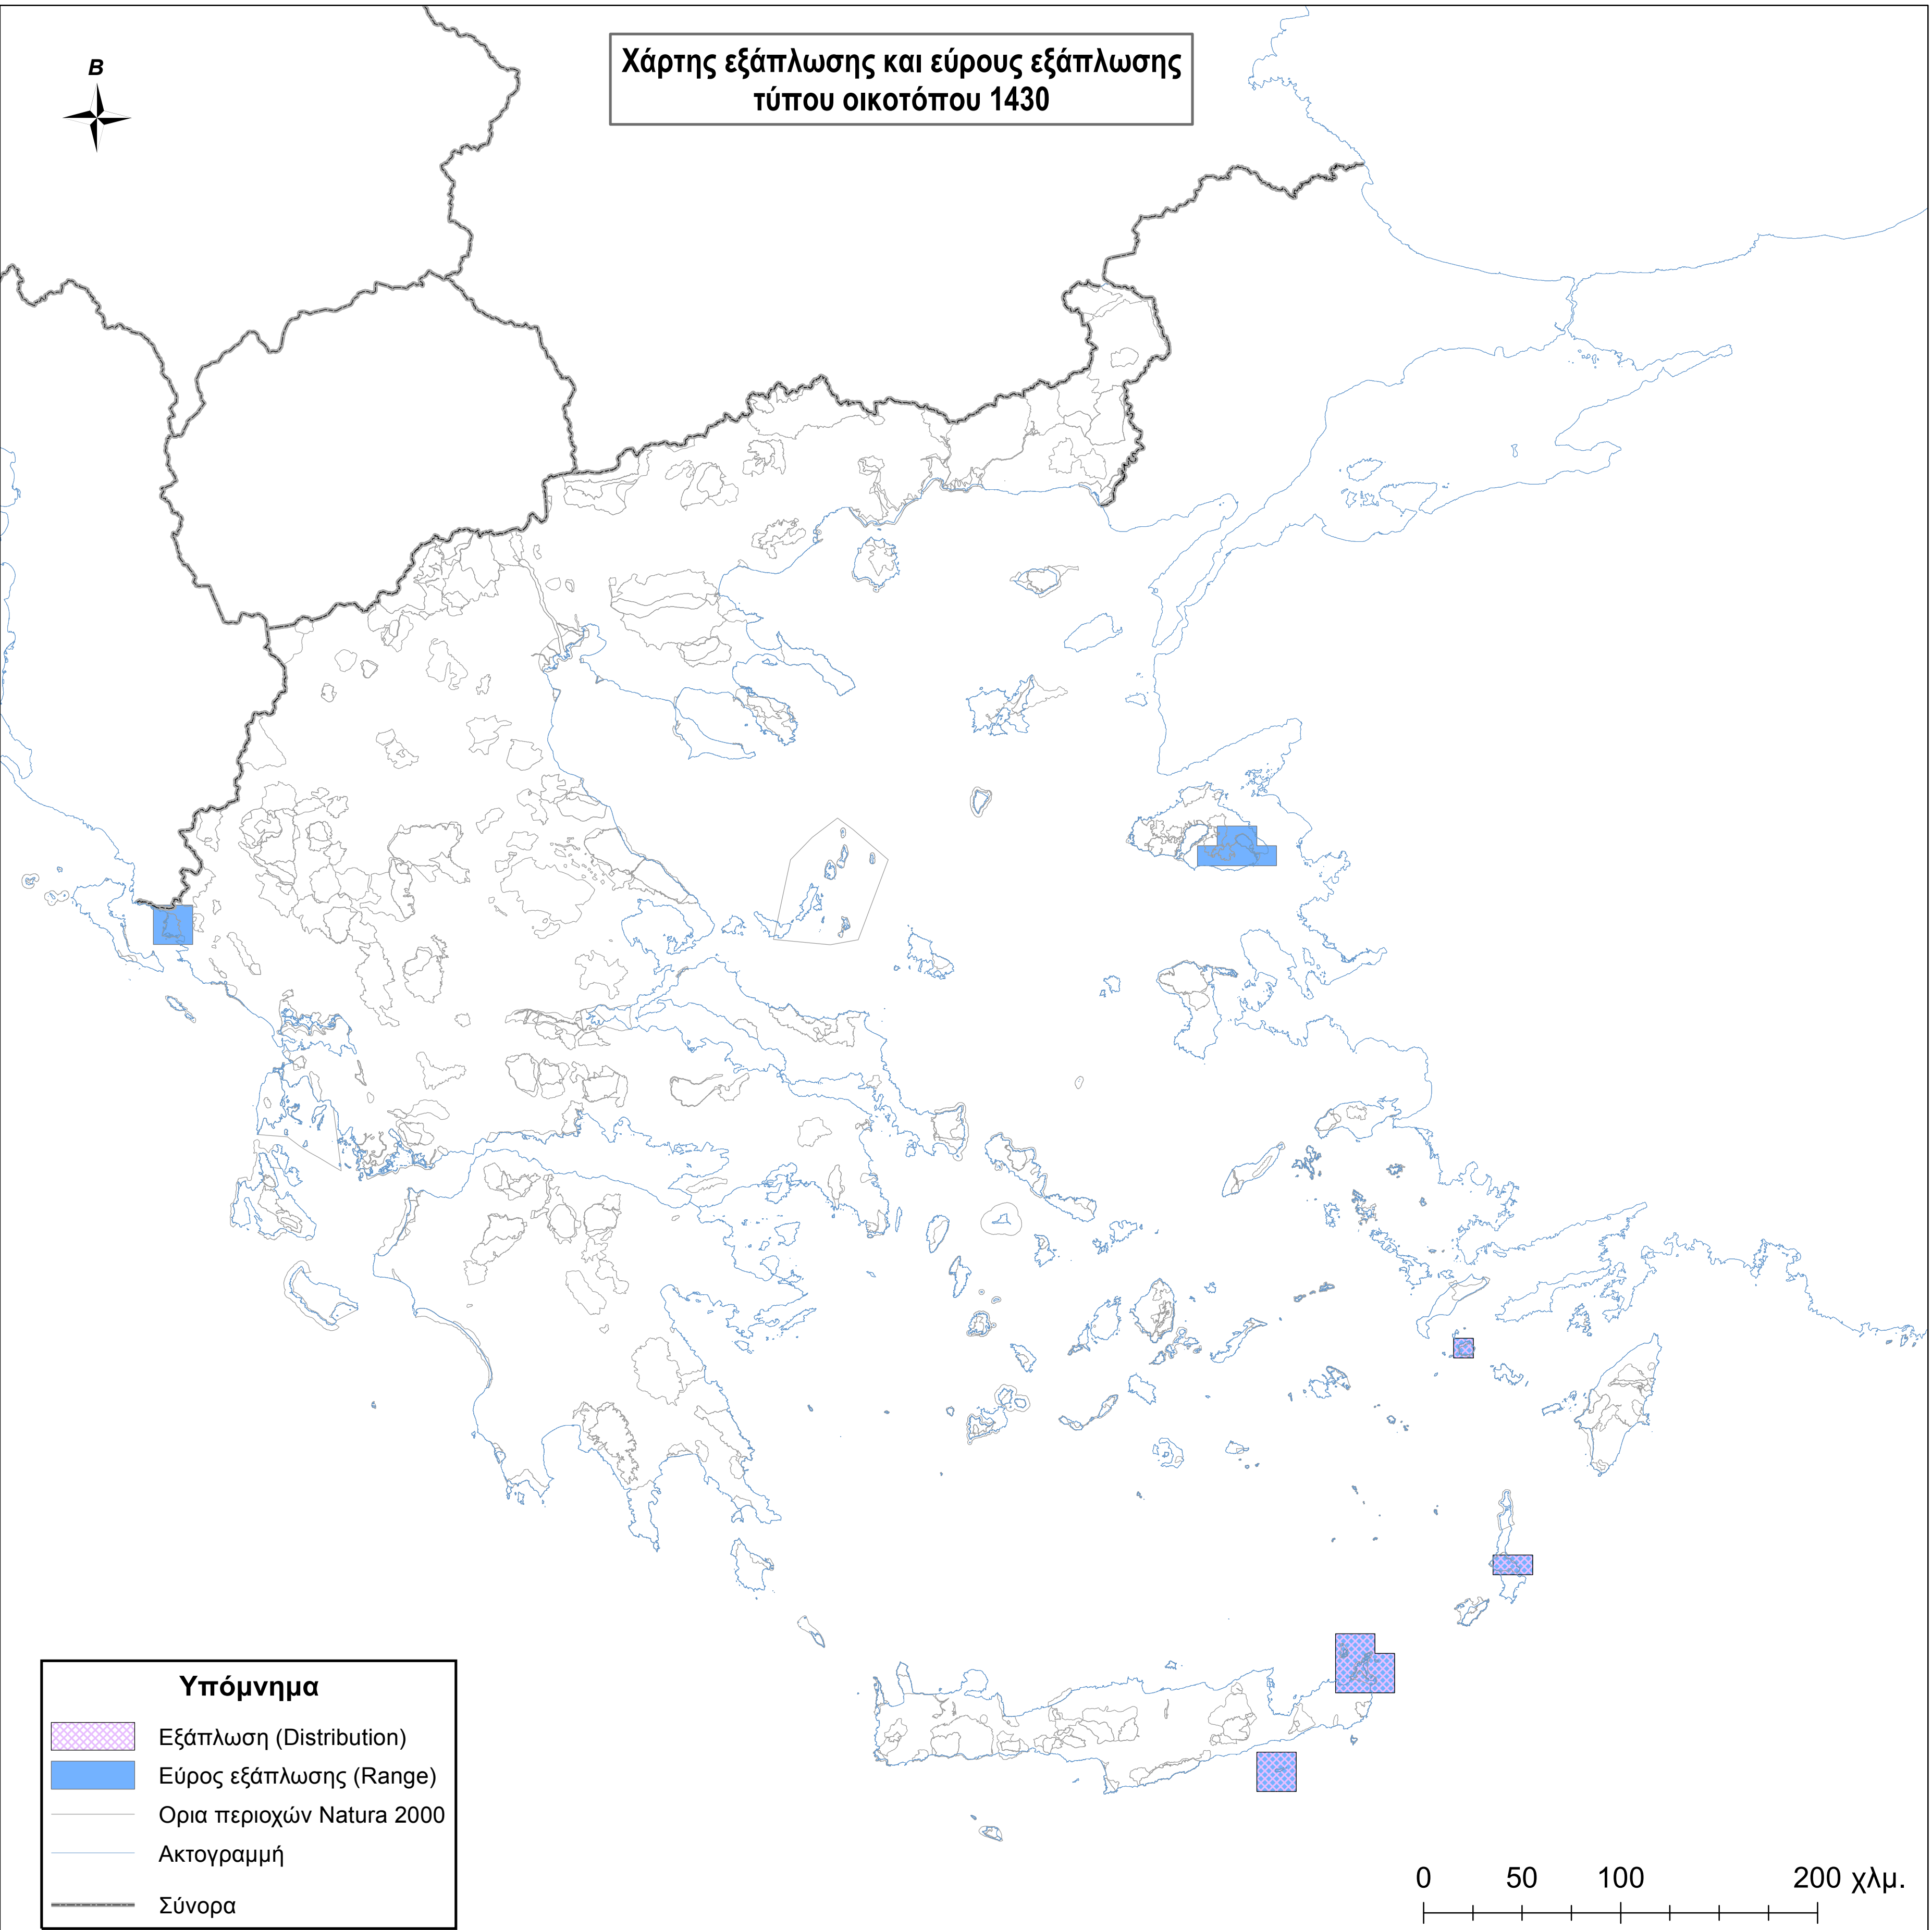 Χάρτης εξάπλωσης και εύρους εξάπλωσης
τύπου οικοτόπου 1430
Β
Υπόμνημα
Εξάπλωση (Distribution)
Εύρος εξάπλωσης (Range)
Ορια περιοχών Natura 2000
Ακτογραμμή
Σύνορα
0 50 100 200 χλμ.